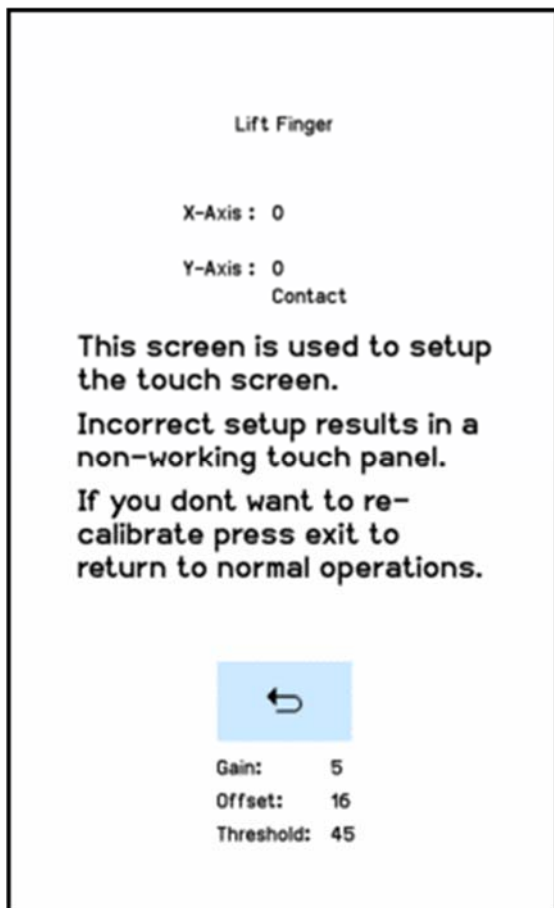 Lift Finger
X-Axis : 0
Y-Axis : 0
Contact
This screen is used to setup
the touch screen.
Incorrect setup results in a
non-working touch panel.
If you dont want to re-
calibrate press exit to
return to normal operations.
Gain: 5
Offset: 16
Threshold: 45